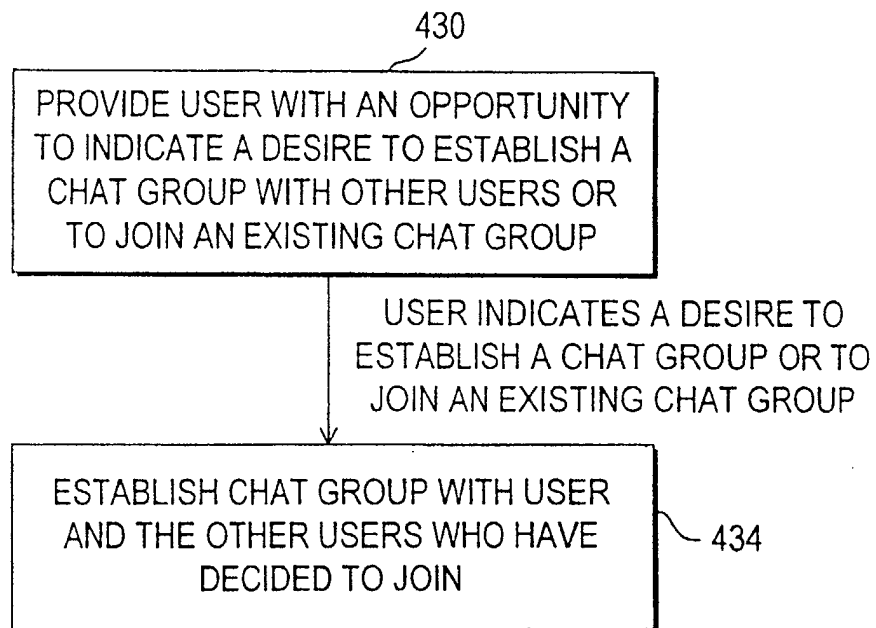 430
PROVIDE USER WITH AN OPPORTUNITY
TO INDICATE A DESIRE TO ESTABLISH A
CHAT GROUP WITH OTHER USERS OR
TO JOIN AN EXISTING CHAT GROUP
USER INDICATES A DESIRE TO
ESTABLISH A CHAT GROUP OR TO
JOIN AN EXISTING CHAT GROUP
ESTABLISH CHAT GROUP WITH USER
AND THE OTHER USERS WHO HAVE
DECIDED TO JOIN
434